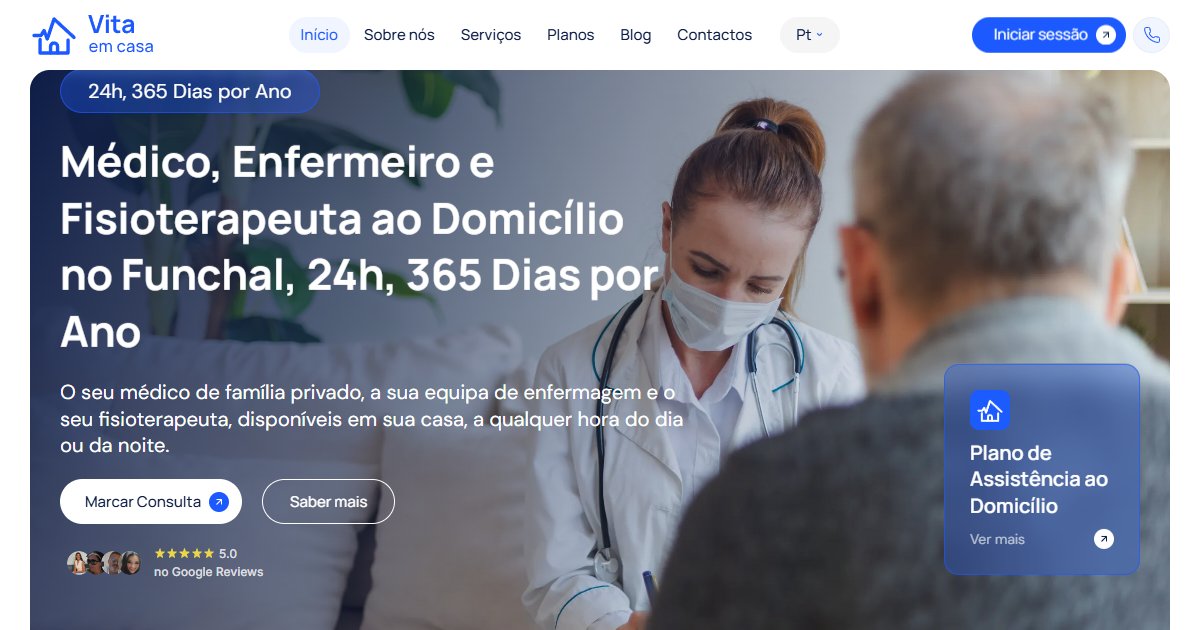 Vita
em casa
Início
Sobre nós
Serviços
Planos
Blog
Contactos
Pt
Iniciar sessão
24h, 365 Dias por Ano
Médico, Enfermeiro e
Fisioterapeuta ao Domicílio
no Funchal, 24h, 365 Dias por
Ano
O seu médico de família privado, a sua equipa de enfermagem e o
seu fisioterapeuta, disponíveis em sua casa, a qualquer hora do dia
ou da noite.
Marcar Consulta
Saber mais
5.0
no Google Reviews
Plano de
Assistência ao
Domicílio
Ver mais